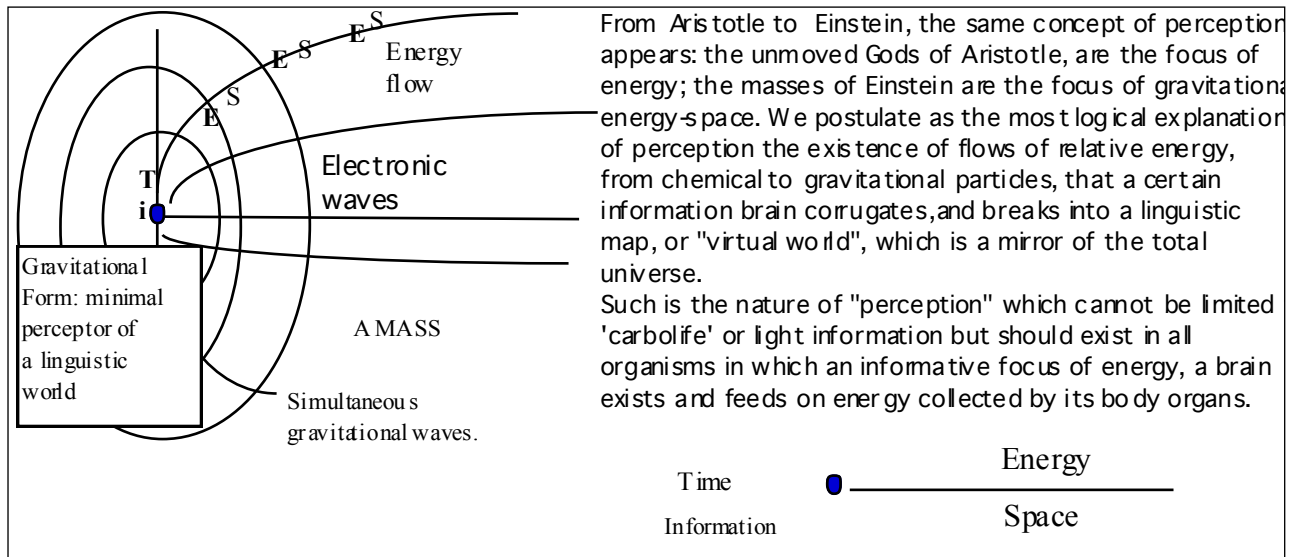 S
E
S
E
Energy
flow
S
E
Electronic
waves
T
i
Gravitational
Form: minimal
perceptor of
a linguistic
world
A MASS
Simultaneous
gravitational waves.
From Aristotle to Einstein, the same concept of perception
appears: the unmoved Gods of Aristotle, are the focus of
energy; the masses of Einstein are the focus of gravitationa
energy-space. We postulate as the most logical explanation
of perception the existence of flows of relative energy,
from chemical to gravitational particles, that a certain
information brain corrugates,and breaks into a linguistic
map, or "virtual world", which is a mirror of the total
universe.
Such is the nature of "perception" which cannot be limited
'carbolife' or light information but should exist in all
organisms in which an informative focus of energy, a brain
exists and feeds on energy collected by its body organs.
Time
Information
Energy
Space